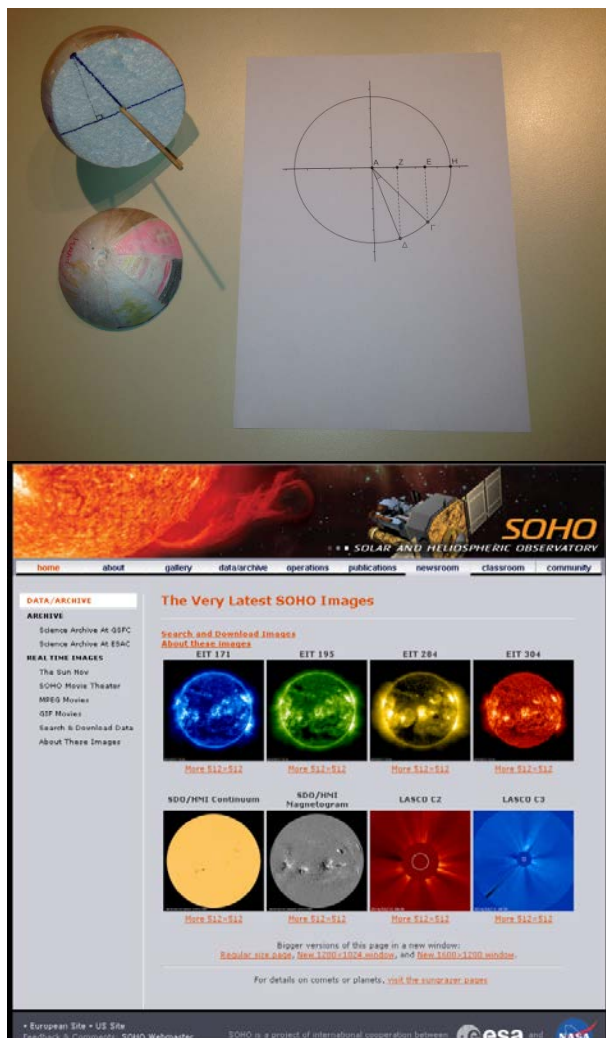 A Z E H
Γ
Δ
SOHO
SOLAR AND HELIOSPHERIC OBSERVATORY
home about gallery data/archive operations publications newsroom classroom community
DATA/ARCHIVE
ARCHIVE
Science Archive At GSFC
Science Archive At ESAC
REAL TIME IMAGES
The Sun Now
SOHO Movie Theater
MPEG Movies
GIF Movies
Search & Download Data
About These Images
The Very Latest SOHO Images
Search and Download Images
About these images
EIT 171 EIT 195 EIT 284 EIT 304
More 512×512 More 512×512 More 512×512 More 512×512
SDO/HMI Continuum SDO/HMI Magnetogram LASCO C2 LASCO C3
More 512×512 More 512×512 More 512×512 More 512×512
Bigger versions of this page in a new window:
Regular size page, New 1280×1024 window, and New 1600×1200 window.
For details on comets or planets, visit the sungrazer pages
• European Site • US Site
Feedback & Comments: SOHO Webmaster
SOHO is a project of international cooperation between esa and NASA